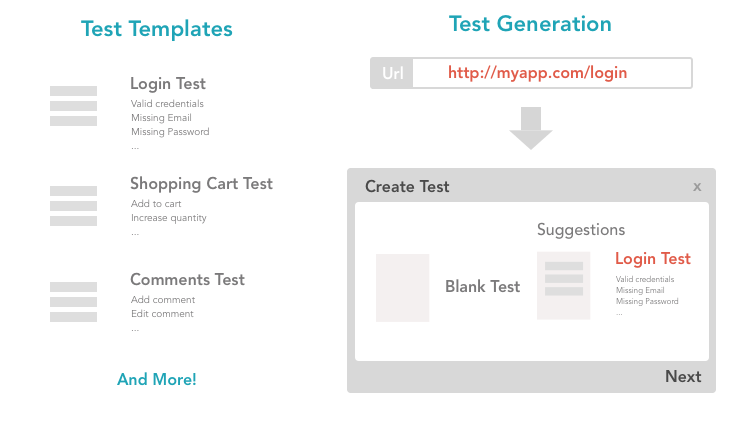 Test Templates
Login Test
Valid credentials
Missing Email
Missing Password
...
Shopping Cart Test
Add to cart
Increase quantity
...
Comments Test
Add comment
Edit comment
...
And More!
Test Generation
Url http://myapp.com/login
Create Test x
Suggestions
Blank Test
Login Test
Valid credentials
Missing Email
Missing Password
...
Next